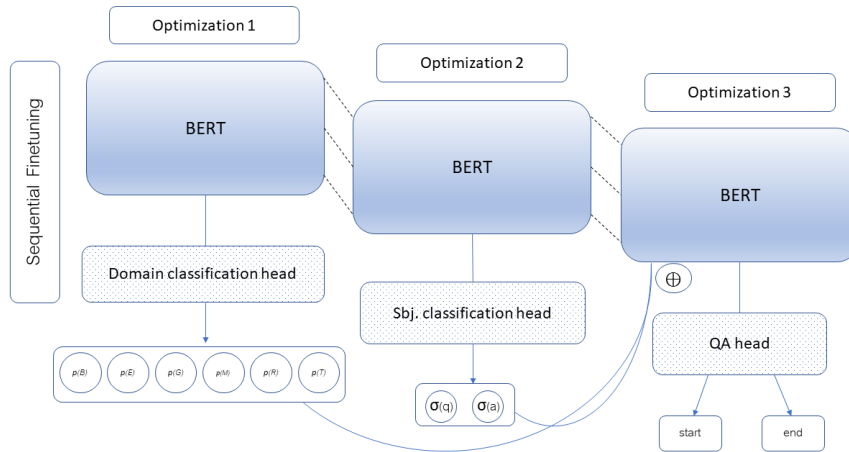 Optimization 1
Optimization 2
Optimization 3
Sequential Finetuning
BERT
BERT
BERT
Domain classification head
Sbj. classification head
QA head
⊕
p(B) p(E) p(G) p(M) p(R) p(T)
σ(q) σ(a)
start end